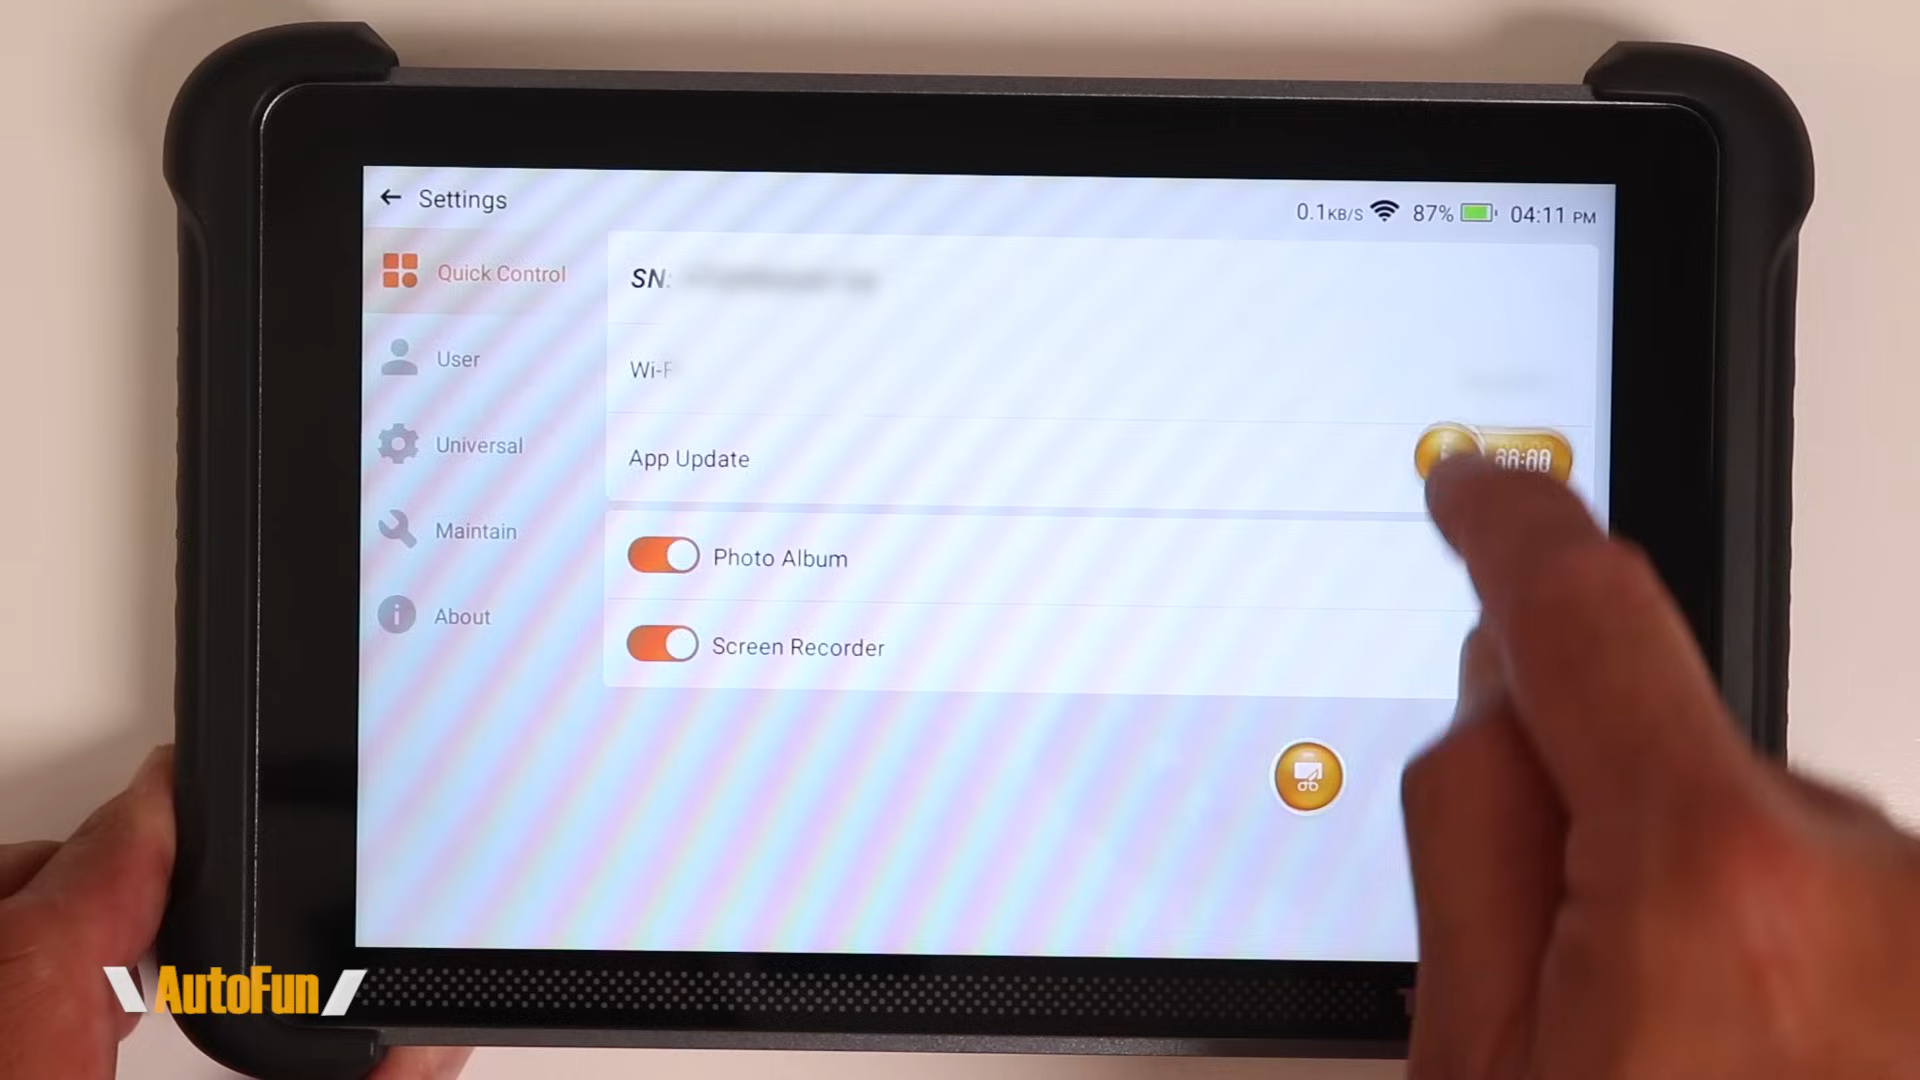 Settings
0.1KB/S 87% 04:11 PM
Quick Control
User
Universal
Maintain
About
SN:
Wi-F
App Update
00:00
Photo Album
Screen Recorder
AutoFun
T